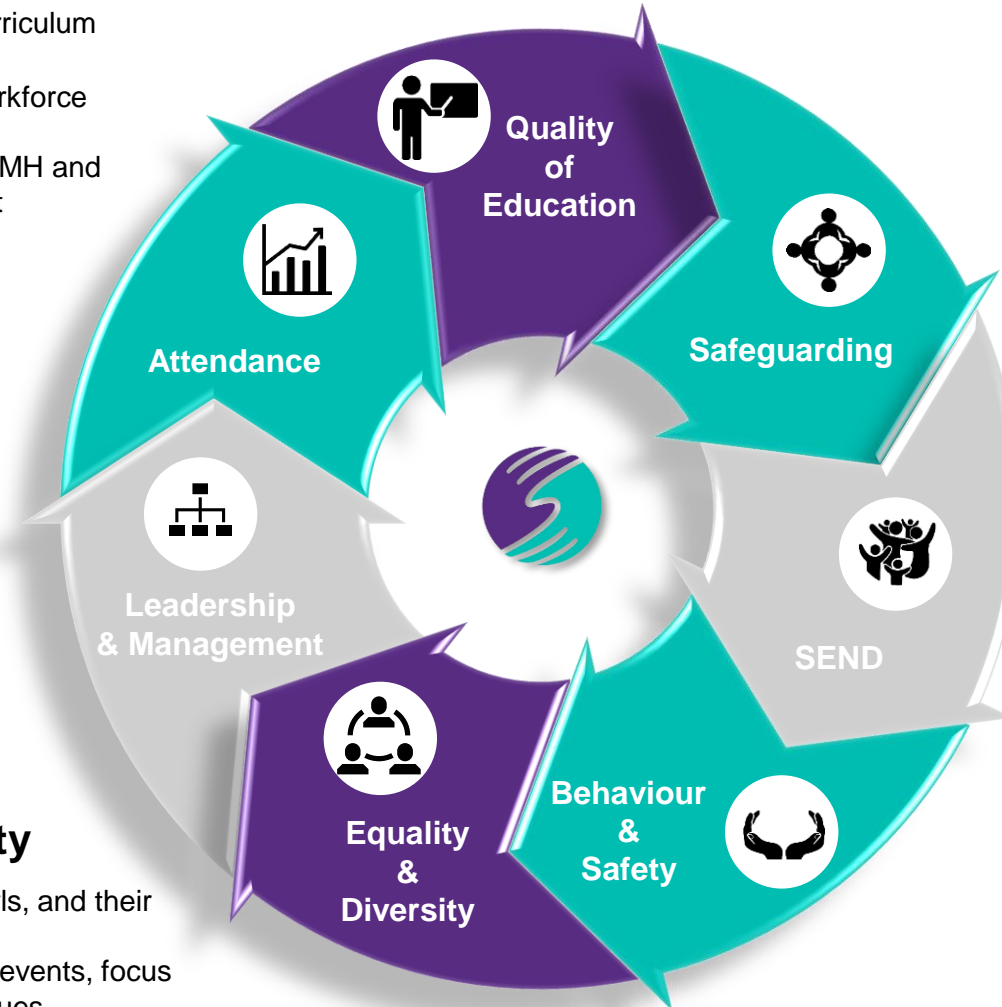 rriculum
rkforce
MH and
t
Quality
of
Education
Safeguarding
Attendance
SEND
Leadership
& Management
Behaviour
&
Safety
Equality
&
Diversity
ty
ls, and their
events, focus